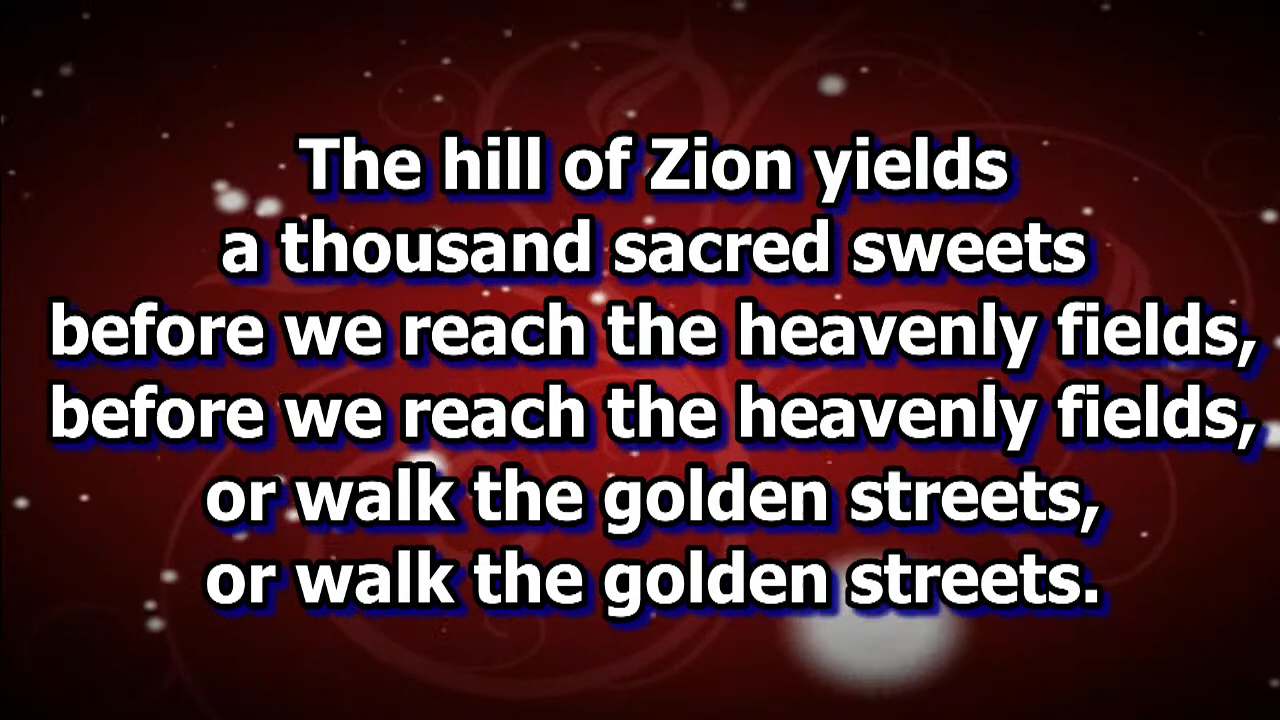 The hill of Zion yields
a thousand sacred sweets
before we reach the heavenly fields,
before we reach the heavenly fields,
or walk the golden streets,
or walk the golden streets.